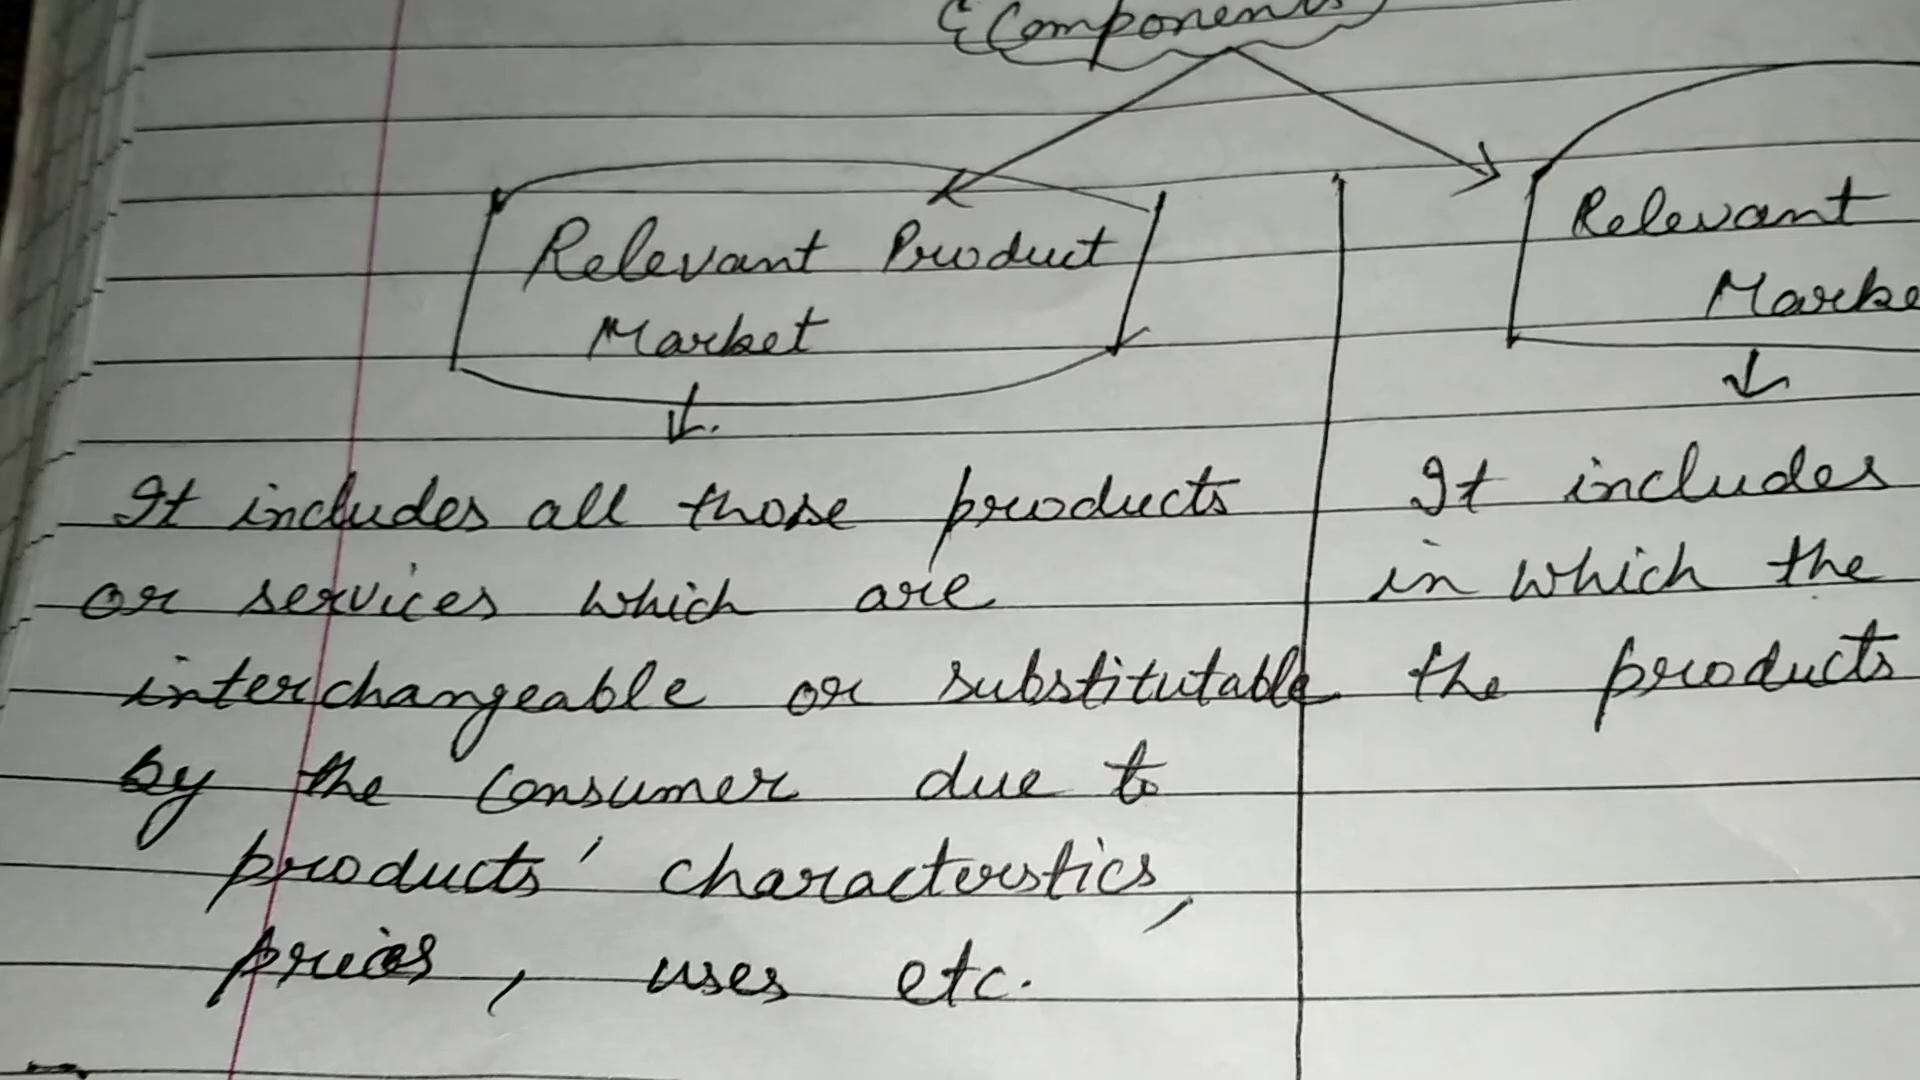 Components
Relevant Product
Market
Relevant
Marke
It includes all those products
or services which are
interchangeable or substitutable
by the consumer due to
products' characterstics,
prices, uses etc.
It includes
in which the
the products